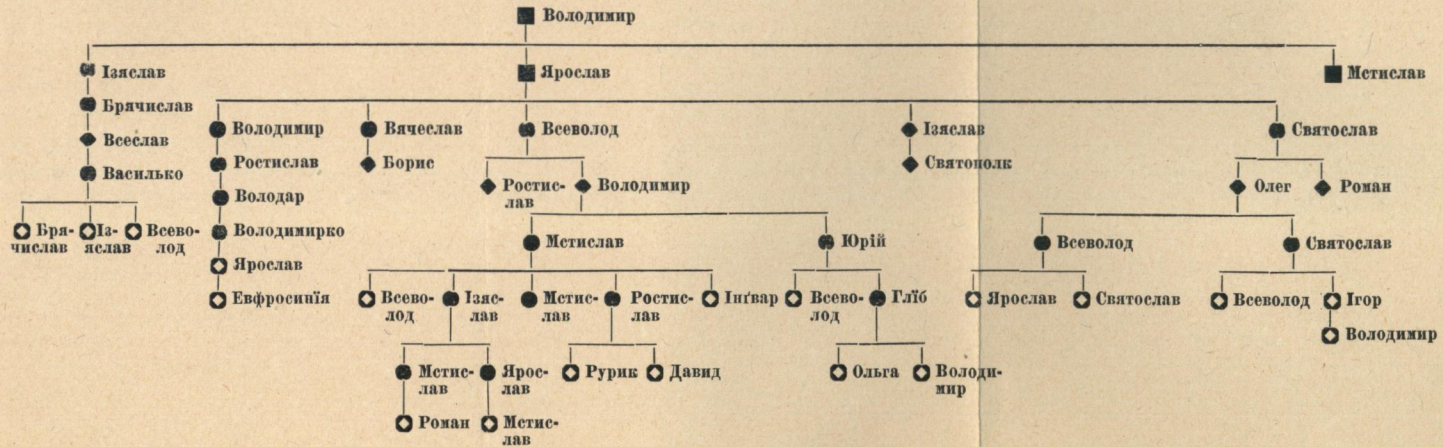 Володимир
Ізяслав Ярослав Мстислав
Брячислав
Володимир Вячеслав Всеволод Ізяслав Святослав
Всеслав
Ростислав Борис Святополк
Василько
Ростис- Володимир Олег Роман
лав
Володар
Бря- Із- Всево- Володимирко
числав яслав лод
Мстислав Юрій Всеволод Святослав
Ярослав
Евфросинїя Всево- Ізяс- Мстис- Ростис- Інґвар Всево- Глїб Ярослав Святослав Всеволод Ігор
лод слав лав лав лод
Володимир
Мстис- Ярос- Рурик Давид Ольга Володи-
лав лав мир
Роман Мстис-
лав